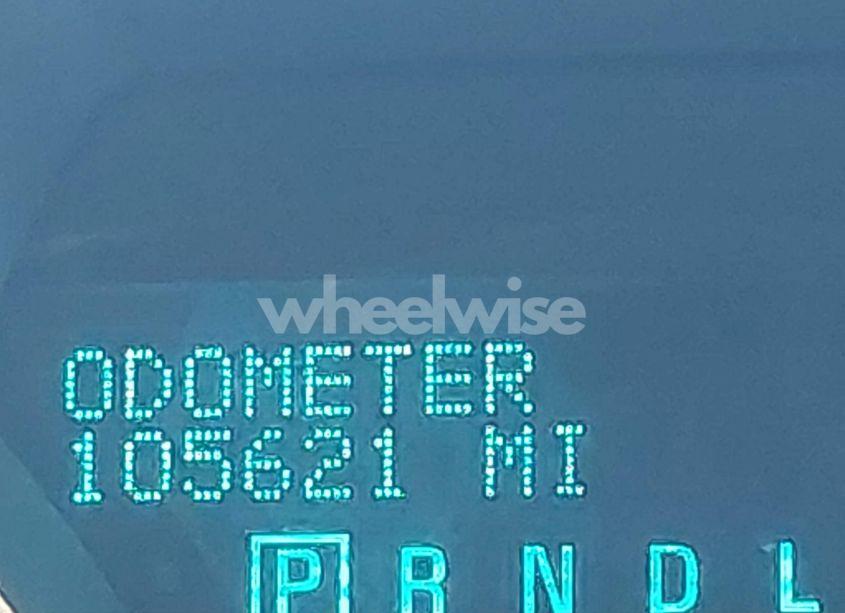 wheelwise
ODOMETER
105621 MI
P R N D L